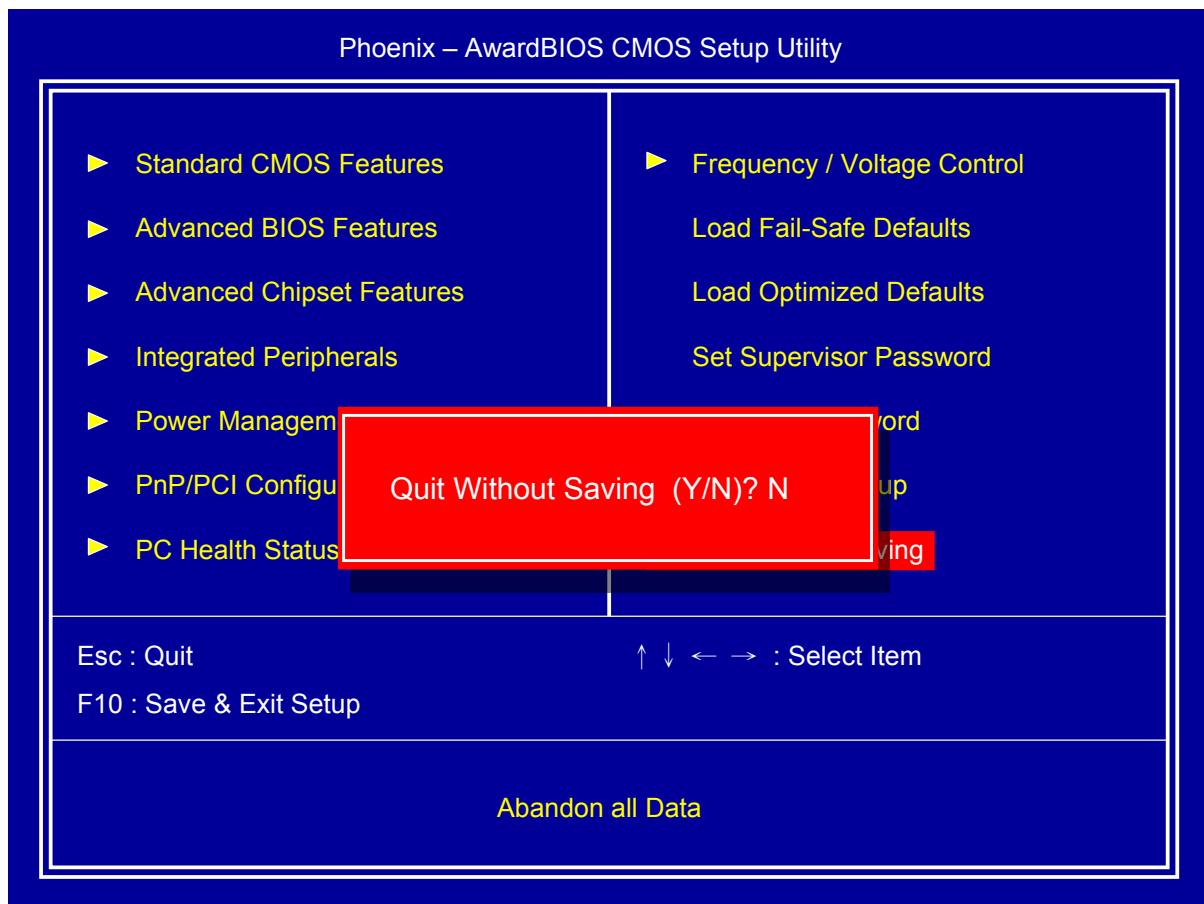 Phoenix – AwardBIOS CMOS Setup Utility
Standard CMOS Features
Advanced BIOS Features
Advanced Chipset Features
Integrated Peripherals
Power Managem
PnP/PCI Configu
PC Health Status
Frequency / Voltage Control
Load Fail-Safe Defaults
Load Optimized Defaults
Set Supervisor Password
ord
up
ving
Quit Without Saving (Y/N)? N
Esc : Quit
↑ ↓ ← → : Select Item
F10 : Save & Exit Setup
Abandon all Data